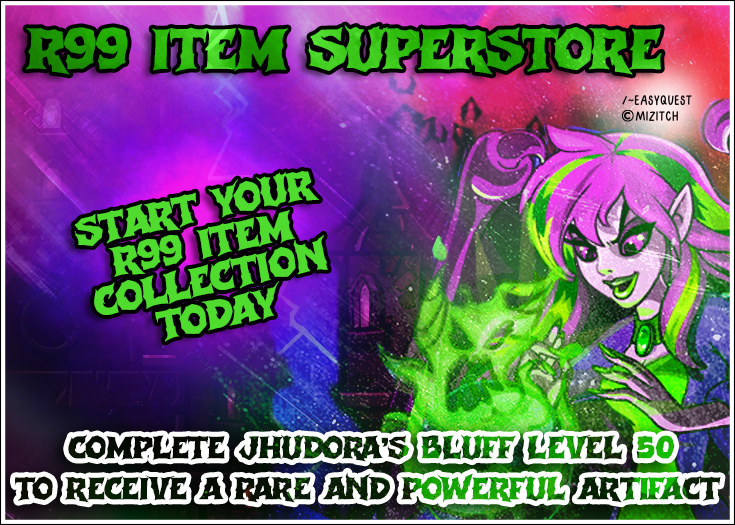 R99 ITEM SUPERSTORE
/~EASYQUEST
©MIZITCH
START YOUR
R99 ITEM
COLLECTION
TODAY
COMPLETE JHUDORA'S BLUFF LEVEL 50
TO RECEIVE A RARE AND POWERFUL ARTIFACT